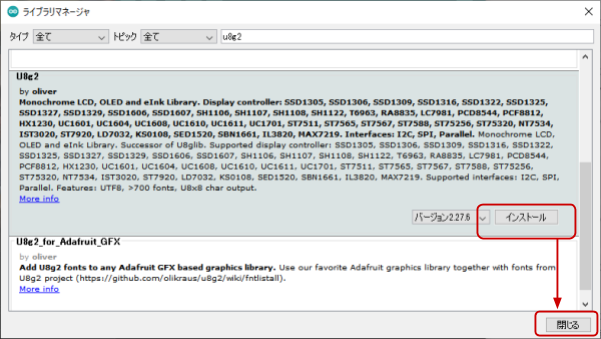 ライブラリマネージャ
タイプ 全て トピック 全て u8g2
U8g2
by oliver
Monochrome LCD, OLED and eInk Library. Display controller: SSD1305, SSD1306, SSD1309, SSD1316, SSD1322, SSD1325,
SSD1327, SSD1329, SSD1606, SSD1607, SH1106, SH1107, SH1108, SH1122, T6963, RA8835, LC7981, PCD8544, PCF8812,
HX1230, UC1601, UC1604, UC1608, UC1610, UC1611, UC1701, ST7511, ST7565, ST7567, ST7588, ST75256, ST75320, NT7534,
IST3020, ST7920, LD7032, KS0108, SED1520, SBN1661, IL3820, MAX7219. Interfaces: I2C, SPI, Parallel. Monochrome LCD,
OLED and eInk Library. Successor of U8glib. Supported display controller: SSD1305, SSD1306, SSD1309, SSD1316, SSD1322,
SSD1325, SSD1327, SSD1329, SSD1606, SSD1607, SH1106, SH1107, SH1108, SH1122, T6963, RA8835, LC7981, PCD8544,
PCF8812, HX1230, UC1601, UC1604, UC1608, UC1610, UC1611, UC1701, ST7511, ST7565, ST7567, ST7588, ST75256,
ST75320, NT7534, IST3020, ST7920, LD7032, KS0108, SED1520, SBN1661, IL3820, MAX7219. Supported interfaces: I2C, SPI,
Parallel. Features: UTF8, >700 fonts, U8x8 char output.
More info
バージョン2.27.6 インストール
U8g2_for_Adafruit_GFX
by oliver
Add U8g2 fonts to any Adafruit GFX based graphics library. Use our favorite Adafruit graphics library together with fonts from
U8g2 project (https://github.com/olikraus/u8g2/wiki/fntlistall).
More info
閉じる